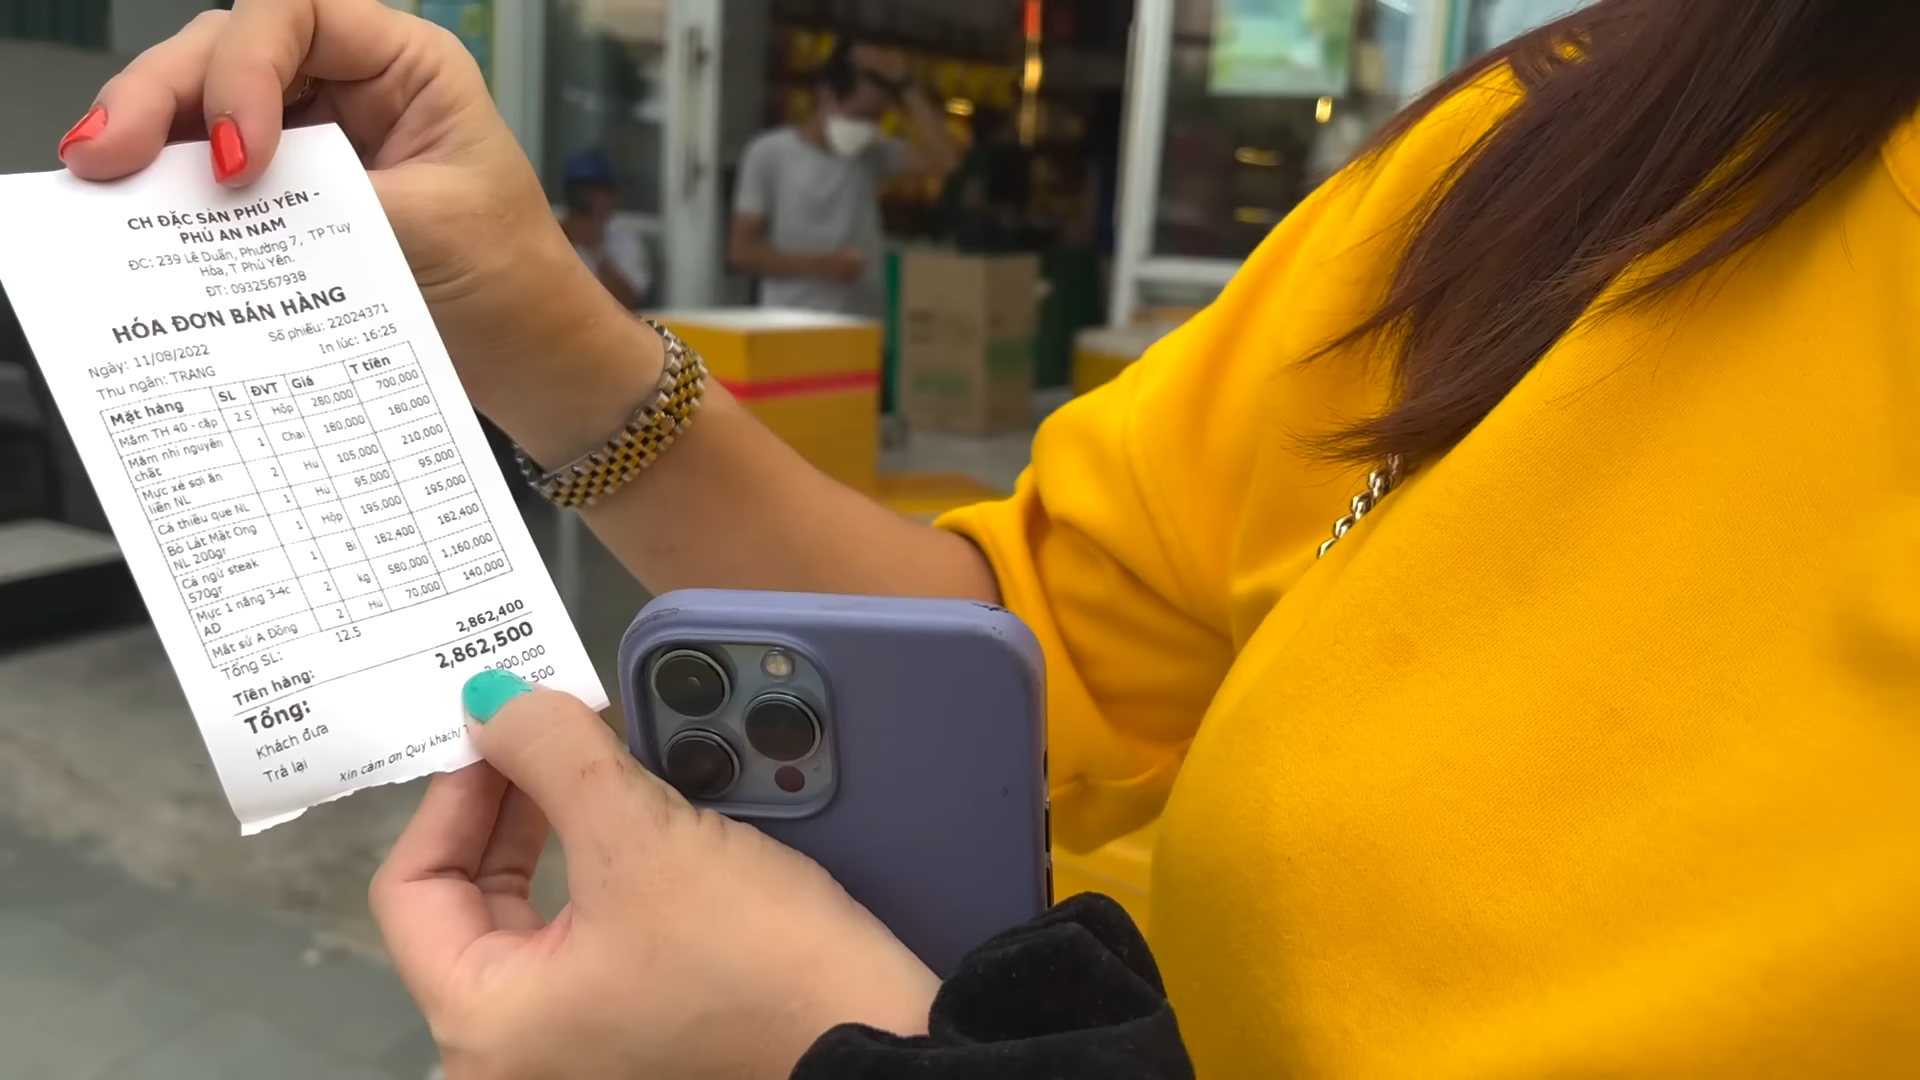 CH ĐẶC SẢN PHÚ YÊN -
PHÚ AN NAM
ĐC: 239 Lê Duẩn, Phường 7, TP Tuy
Hòa, T Phú Yên.
ĐT: 0932567938
HÓA ĐƠN BÁN HÀNG
Số phiếu: 22024371
Ngày: 11/08/2022
In lúc: 16:25
Thu ngân: TRANG
Mặt hàng SL ĐVT Giá T tiền
Mắm TH 40 - cặp 2.5 Hộp 280,000 700,000
Mắm nhỉ nguyên
chất 1 Chai 180,000 180,000
Mực xé sợi ăn
liền NL 2 Hu 105,000 210,000
Cá thiều que NL 1 Hu 95,000 95,000
Bò Lát Mật Ong
NL 200gr 1 Hộp 195,000 195,000
Cá ngừ steak
570gr 1 Bì 182,400 182,400
Mực 1 nắng 3-4c
AD 2 kg 580,000 1,160,000
Mắt sứ A Đông 2 Hu 70,000 140,000
Tổng SL: 12.5
Tiền hàng: 2,862,400
Tổng: 2,862,500
Khách đưa
Trả lại
Xin cảm ơn Quý khách/